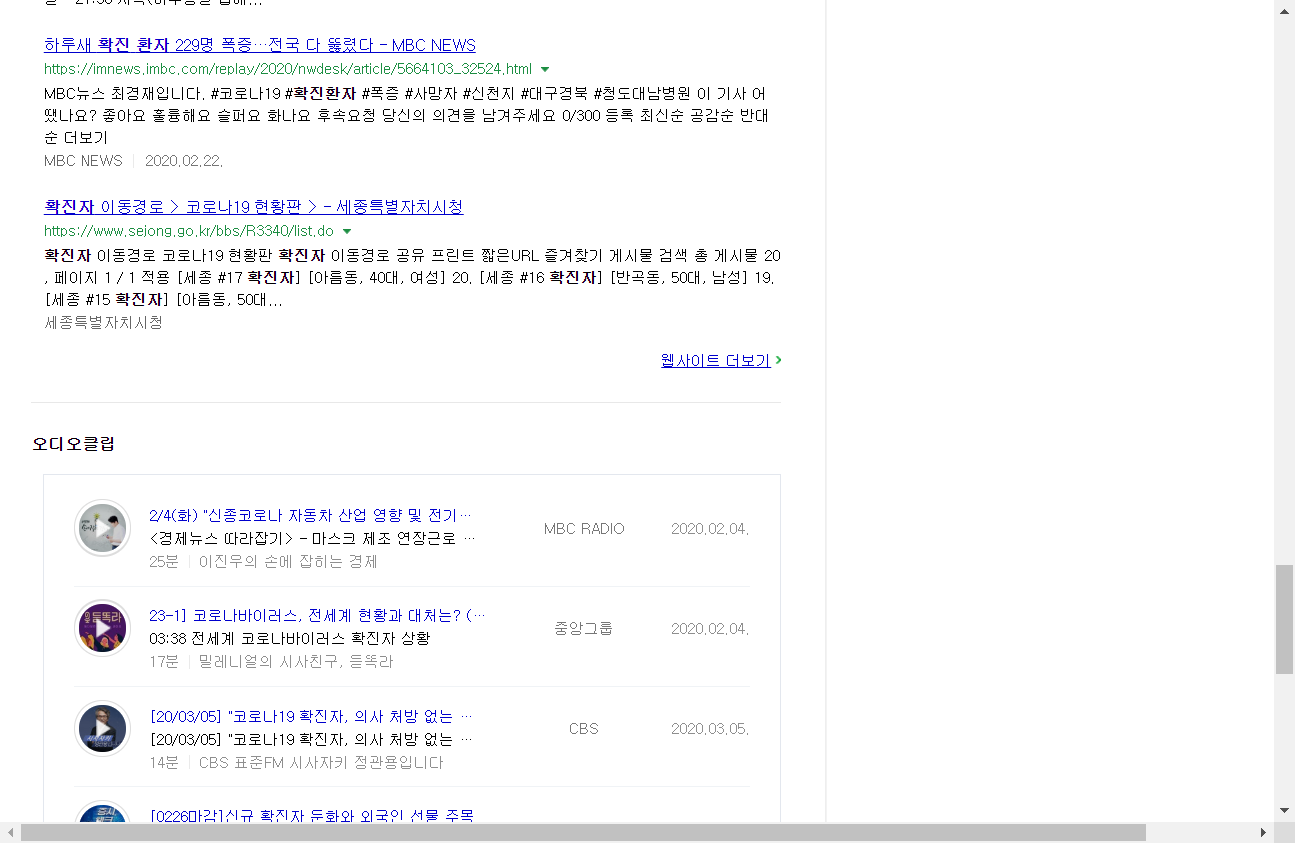 하루새 확진 환자 229명 폭증…전국 다 뚫렸다 - MBC NEWS
https://imnews.imbc.com/replay/2020/nwdesk/article/5664103_32524.html
MBC뉴스 최경재입니다. #코로나19 #확진환자 #폭증 #사망자 #신천지 #대구경북 #청도대남병원 이 기사 어
땠나요? 좋아요 훌륭해요 슬퍼요 화나요 후속요청 당신의 의견을 남겨주세요 0/300 등록 최신순 공감순 반대
순 더보기
MBC NEWS | 2020.02.22.
확진자 이동경로 > 코로나19 현황판 > - 세종특별자치시청
https://www.sejong.go.kr/bbs/R3340/list.do
확진자 이동경로 코로나19 현황판 확진자 이동경로 공유 프린트 짧은URL 즐겨찾기 게시물 검색 총 게시물 20
, 페이지 1 / 1 적용 [세종 #17 확진자] [아름동, 40대, 여성] 20. [세종 #16 확진자] [반곡동, 50대, 남성] 19.
[세종 #15 확진자] [아름동, 50대...
세종특별자치시청
웹사이트 더보기
오디오클립
2/4(화) "신종코로나 자동차 산업 영향 및 전기…
<경제뉴스 따라잡기> - 마스크 제조 연장근로 …
25분 | 이진우의 손에 잡히는 경제
MBC RADIO
2020.02.04.
23-1] 코로나바이러스, 전세계 현황과 대처는? (…
03:38 전세계 코로나바이러스 확진자 상황
17분 | 밀레니얼의 시사친구, 듣똑라
중앙그룹
2020.02.04.
듣똑라
[20/03/05] "코로나19 확진자, 의사 처방 없는 …
[20/03/05] "코로나19 확진자, 의사 처방 없는 …
14분 | CBS 표준FM 시사자키 정관용입니다
CBS
2020.03.05.
시사자키
[0226마감]신규 확진자 둔화와 외국인 선물 주목